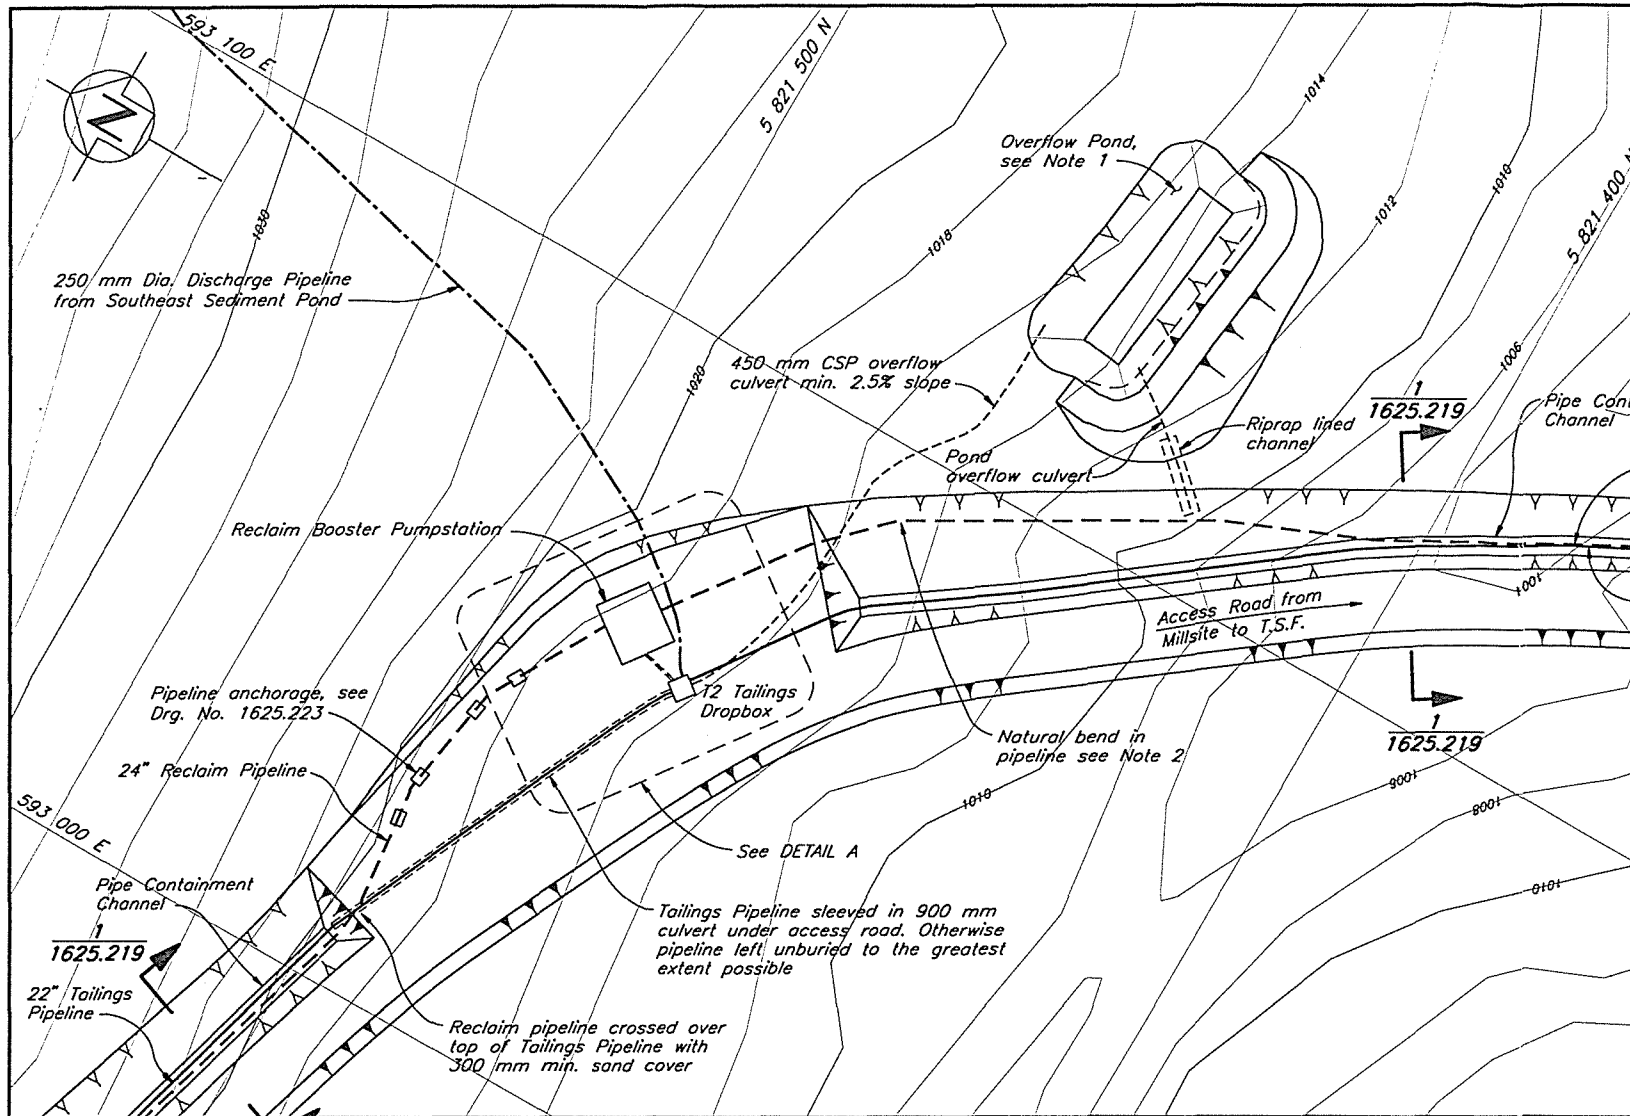 593 100 E
5 821 500 N
N
1014
Overflow Pond,
see Note 1
1010
1012
5 821 400 N
1030
1018
250 mm Dia. Discharge Pipeline
from Southeast Sediment Pond
450 mm CSP overflow
culvert min. 2.5% slope
1020
1006
1
1625.219
Pipe Cont
Channel
Riprap lined
channel
Pond
overflow culvert
Reclaim Booster Pumpstation
1001
Access Road from
Millsite to T.S.F.
Pipeline anchorage, see
Drg. No. 1625.223
T2 Tailings
Dropbox
Natural bend in
pipeline see Note 2
1
1625.219
24" Reclaim Pipeline
1006
1008
1010
593 000 E
See DETAIL A
1010
Pipe Containment
Channel
Tailings Pipeline sleeved in 900 mm
culvert under access road. Otherwise
pipeline left unburied to the greatest
extent possible
1
1625.219
22" Tailings
Pipeline
Reclaim pipeline crossed over
top of Tailings Pipeline with
300 mm min. sand cover